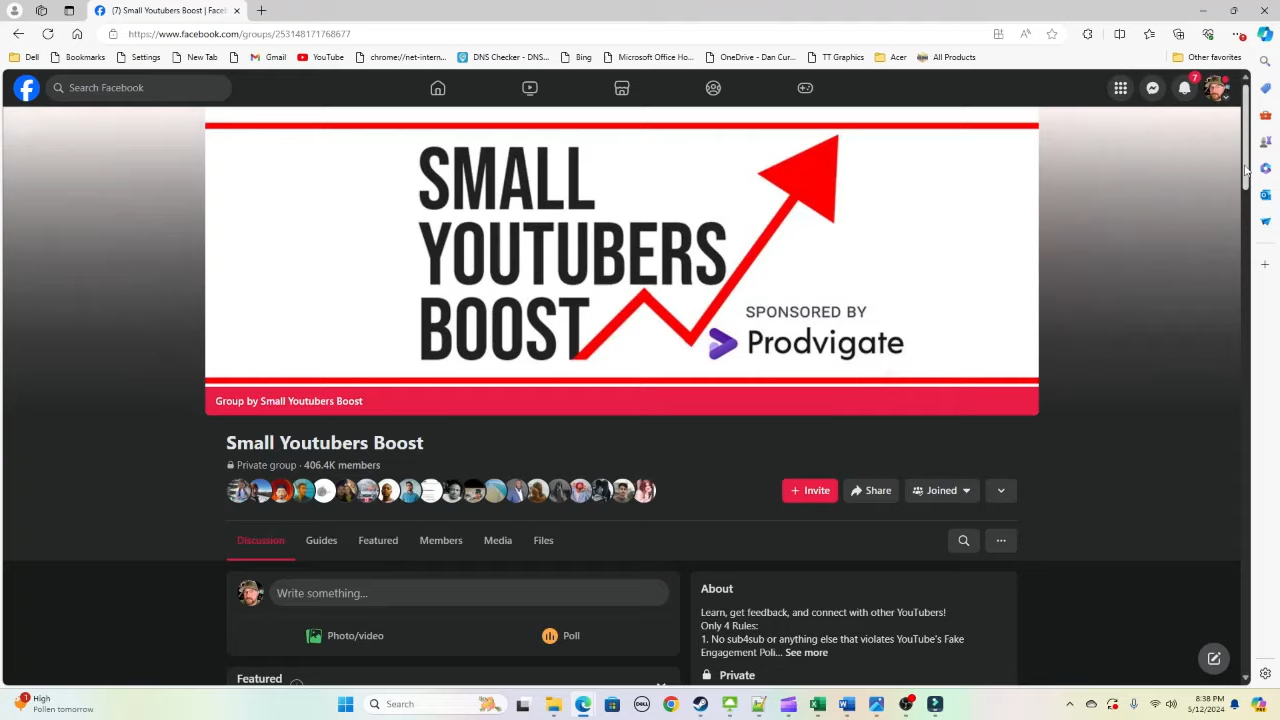 (7) Small Youtubers Boost | Faceb
https://www.facebook.com/groups/253148171768677
Dell
Bookmarks
Settings
New Tab
Gmail
YouTube
chrome://net-intern...
DNS Checker - DNS...
Bing
Microsoft Office Ho...
OneDrive - Dan Cur...
TT Graphics
Acer
All Products
Other favorites
Search Facebook
7
SMALL
YOUTUBERS
BOOST
SPONSORED BY
Prodvigate
Group by Small Youtubers Boost
Small Youtubers Boost
Private group · 406.4K members
Invite
Share
Joined
Discussion
Guides
Featured
Members
Media
Files
Write something...
Photo/video
Poll
About
Learn, get feedback, and connect with other YouTubers!
Only 4 Rules:
1. No sub4sub or anything else that violates YouTube's Fake
Engagement Poli... See more
Private
Featured
1
High
Pollen tomorrow
Search
DELL
8:38 PM
5/12/2024